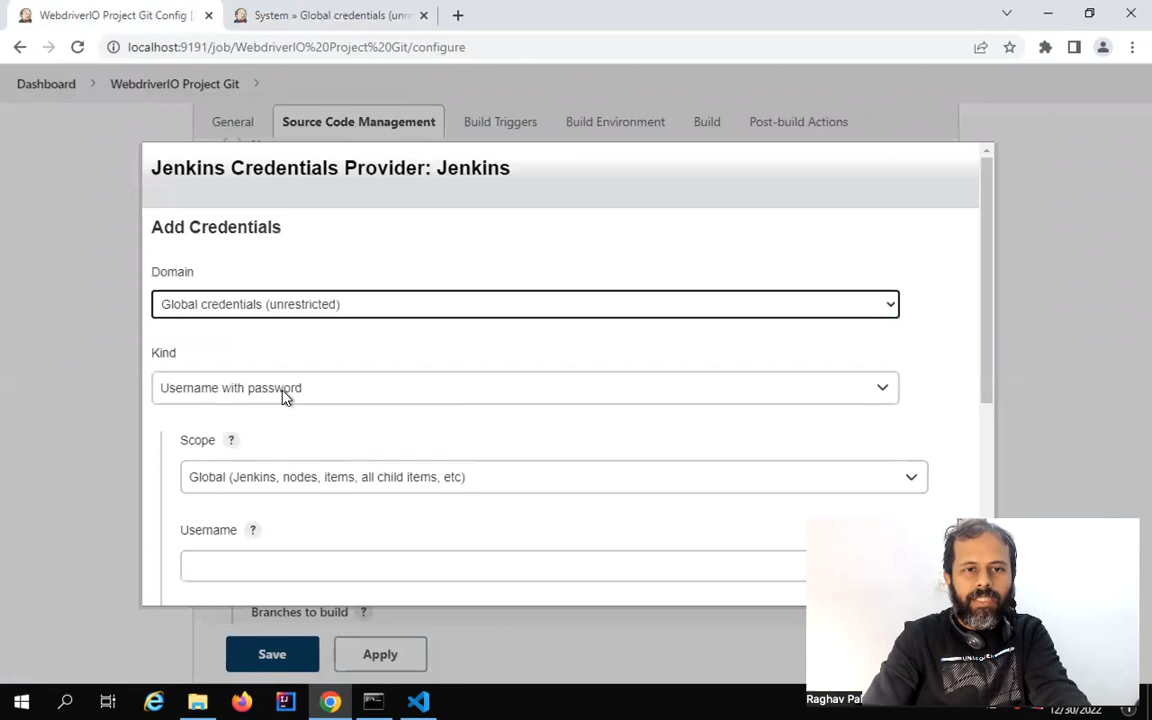 WebdriverIO Project Git Config [
System » Global credentials (unre
localhost:9191/job/WebdriverIO%20Project%20Git/configure
Dashboard
WebdriverIO Project Git
General
Source Code Management
Build Triggers
Build Environment
Build
Post-build Actions
Jenkins Credentials Provider: Jenkins
Add Credentials
Domain
Global credentials (unrestricted)
Kind
Username with password
Scope ?
Global (Jenkins, nodes, items, all child items, etc)
Username ?
Branches to build ?
Save
Apply
Raghav Pal
12/30/2022